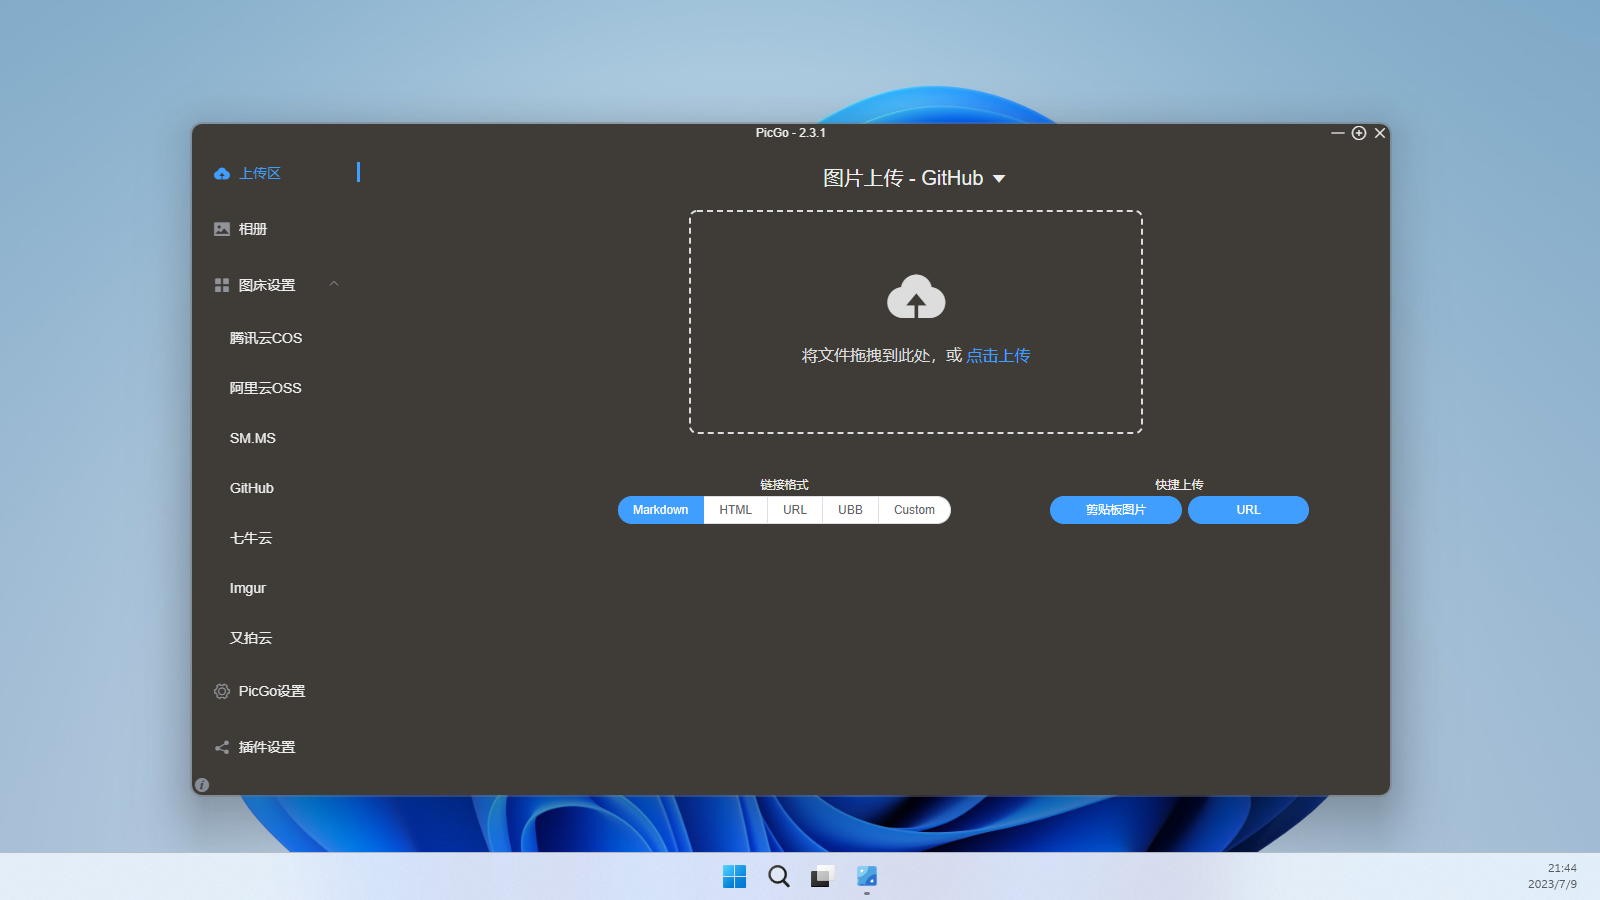 PicGo - 2.3.1
上传区
相册
图床设置
腾讯云COS
阿里云OSS
SM.MS
GitHub
七牛云
Imgur
又拍云
PicGo设置
插件设置
图片上传 - GitHub
将文件拖拽到此处，或 点击上传
链接格式
Markdown HTML URL UBB Custom
快捷上传
剪贴板图片 URL
21:44
2023/7/9